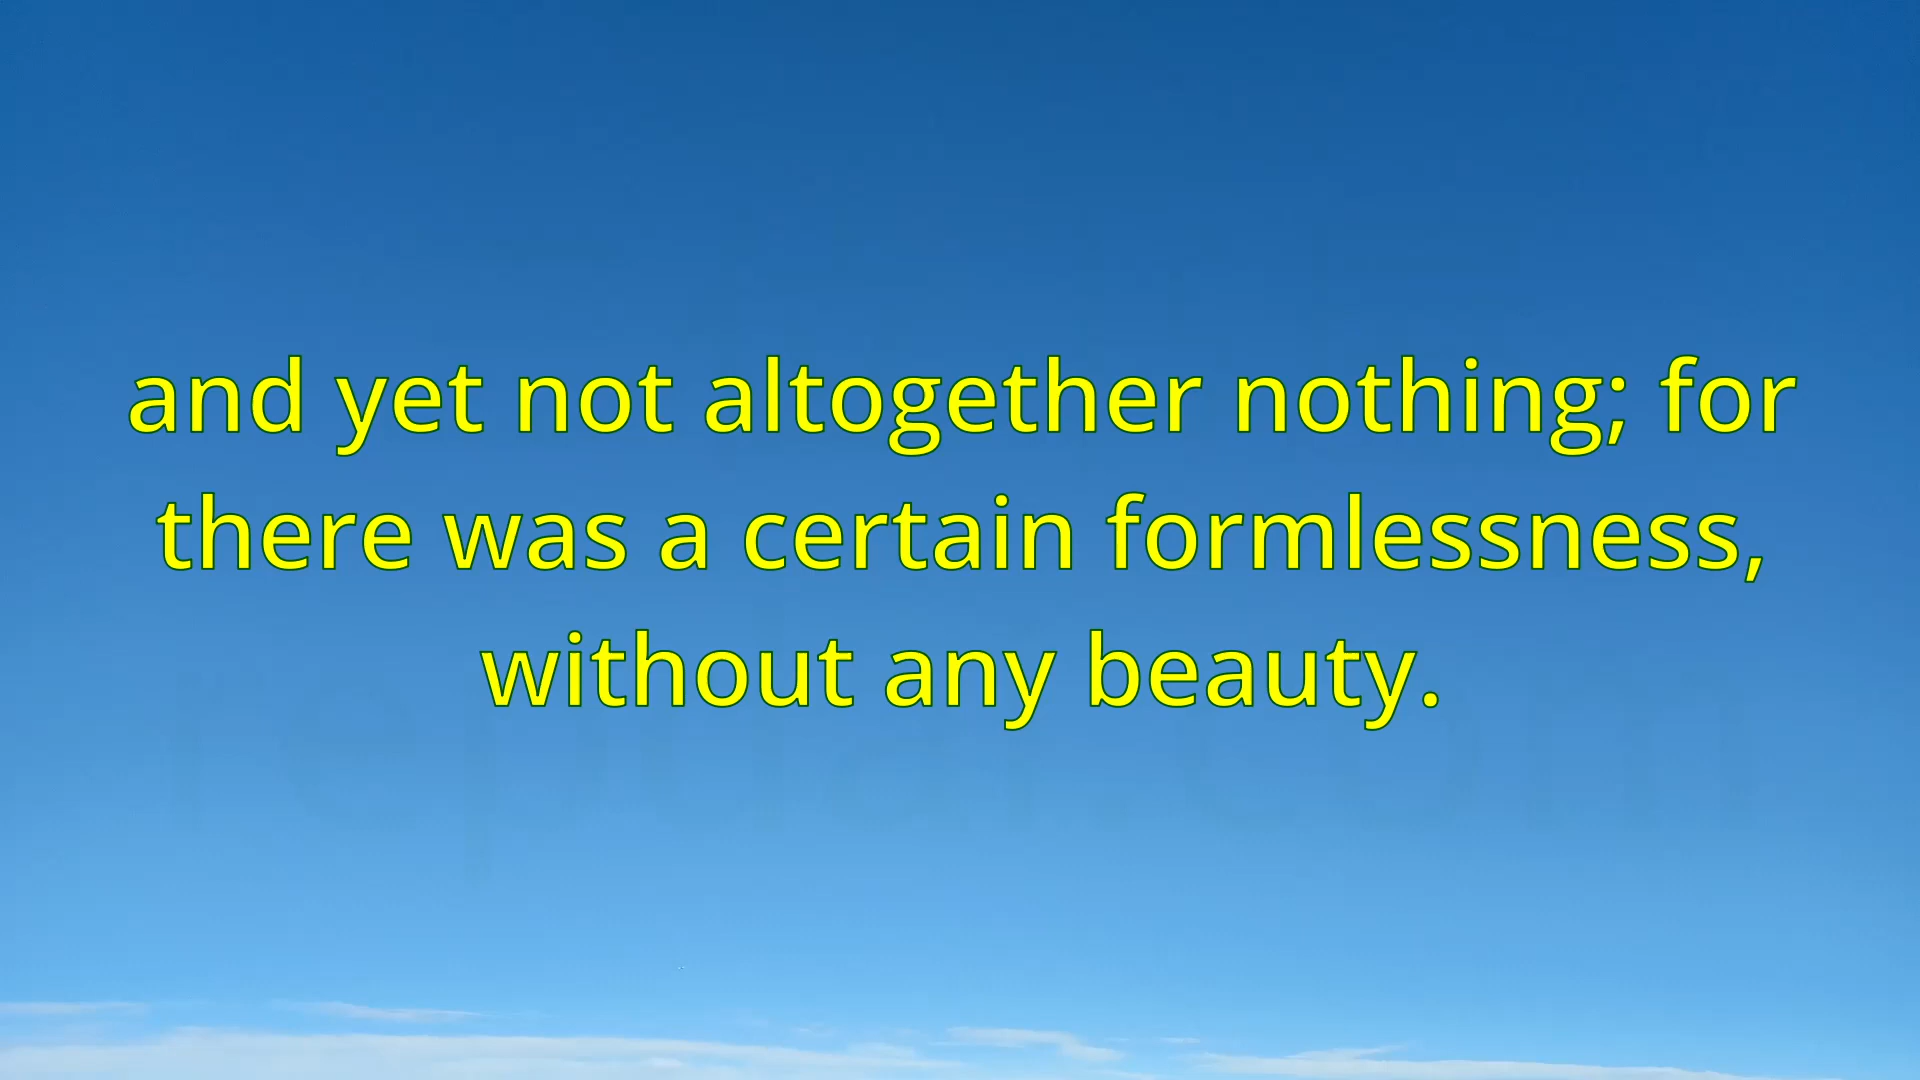 and yet not altogether nothing; for
there was a certain formlessness,
without any beauty.